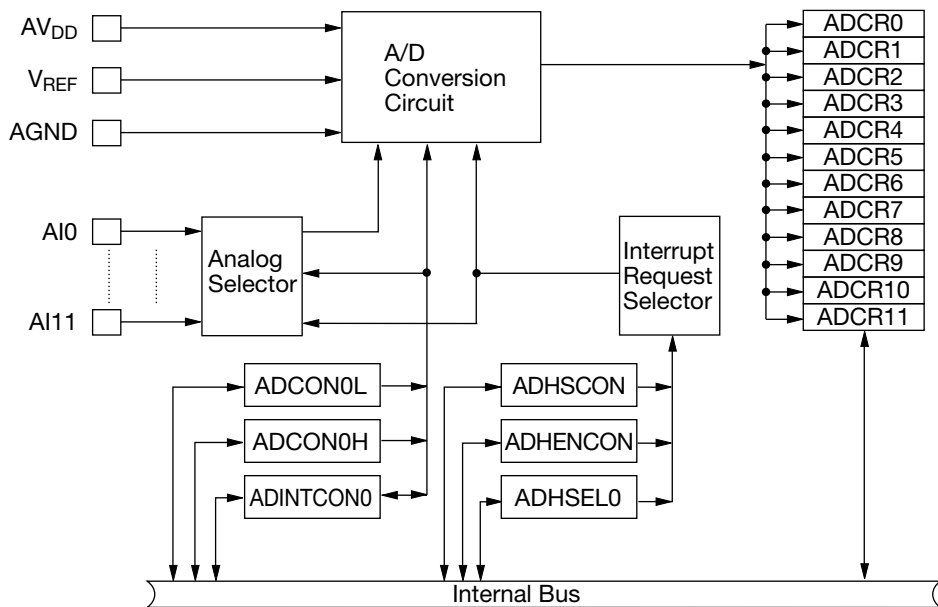 AVDD
VREF
AGND
A/D
Conversion
Circuit
ADCR0
ADCR1
ADCR2
ADCR3
ADCR4
ADCR5
ADCR6
ADCR7
ADCR8
ADCR9
ADCR10
ADCR11
AI0
AI11
Analog
Selector
Interrupt
Request
Selector
ADCON0L
ADCON0H
ADINTCON0
ADHSCON
ADHENCON
ADHSEL0
Internal Bus